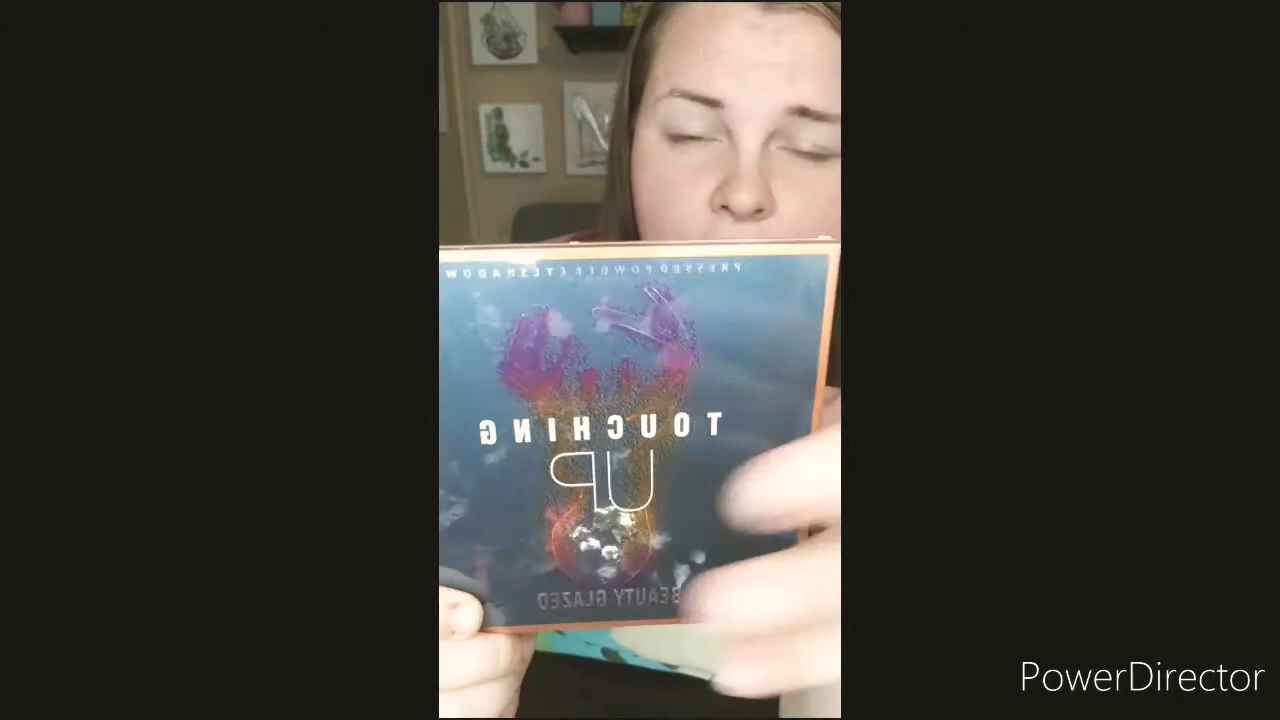 PRESSED POWDER EYESHADOW
TOUCHING
UP
BEAUTY GLAZED
PowerDirector